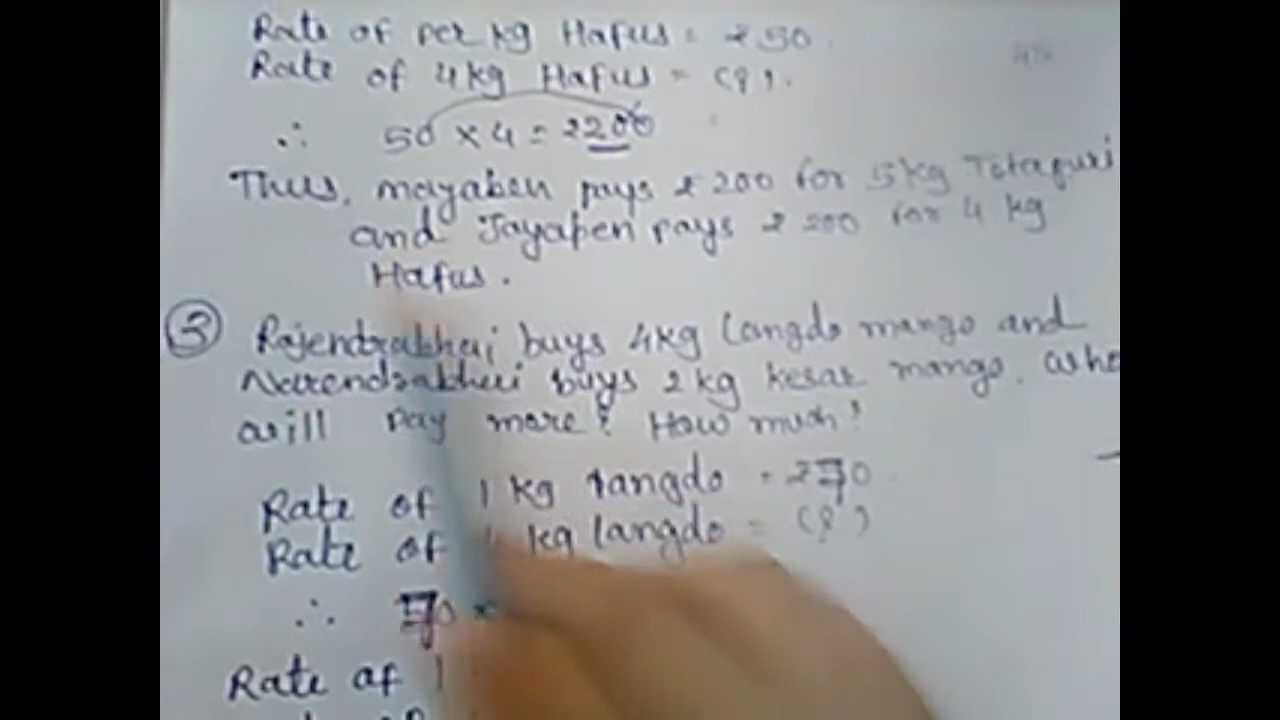 Rate of per kg Hafus = ₹50.
Rate of 4kg Hafus = (?).
∴ 50 × 4 = ₹200
Thus, mayaben pays ₹200 for 5kg Totapuri
and Jayaben pays ₹200 for 4 kg
Hafus.
③ Rajendrabhai buys 4kg langdo mango and
Narendrabhai buys 2kg kesar mango. who
will pay more? How much?
Rate of 1 kg langdo = ₹70
Rate of kg langdo = (?)
∴ 70 ×
Rate of 1